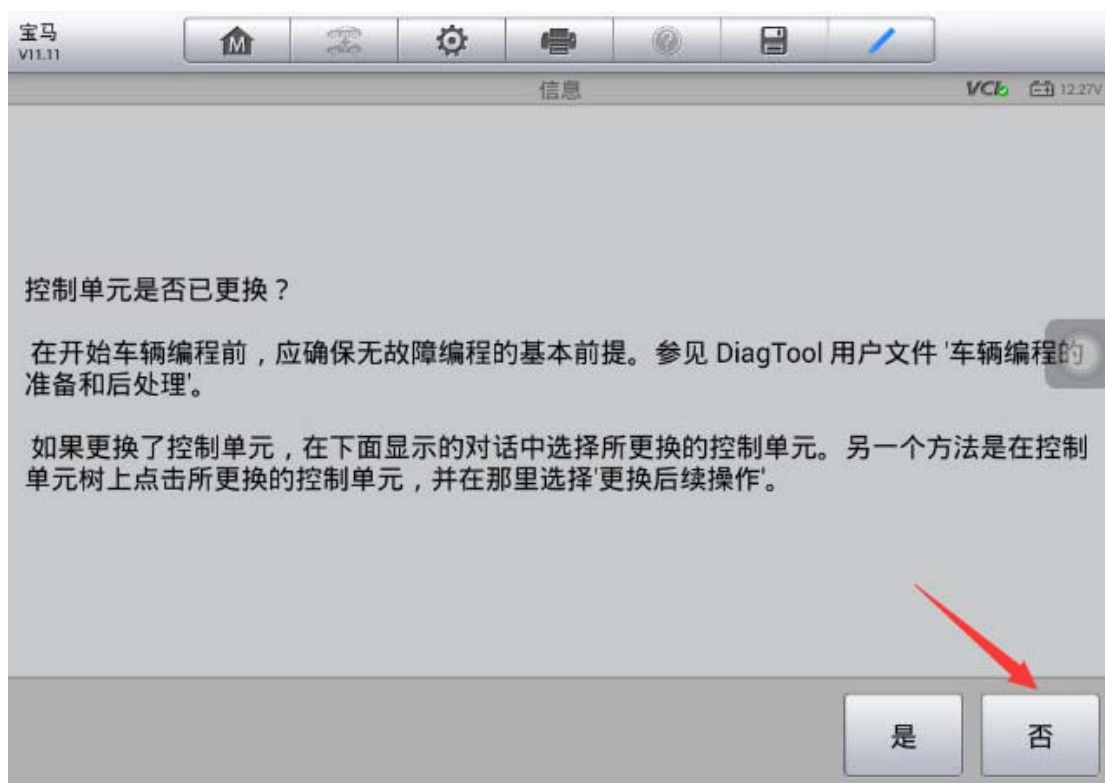 宝马
V11.11
M
信息
VCI
12.27V
控制单元是否已更换？
在开始车辆编程前，应确保无故障编程的基本前提。参见 DiagTool 用户文件 '车辆编程的
准备和后处理'。
如果更换了控制单元，在下面显示的对话中选择所更换的控制单元。另一个方法是在控制
单元树上点击所更换的控制单元，并在那里选择'更换后续操作'。
是
否